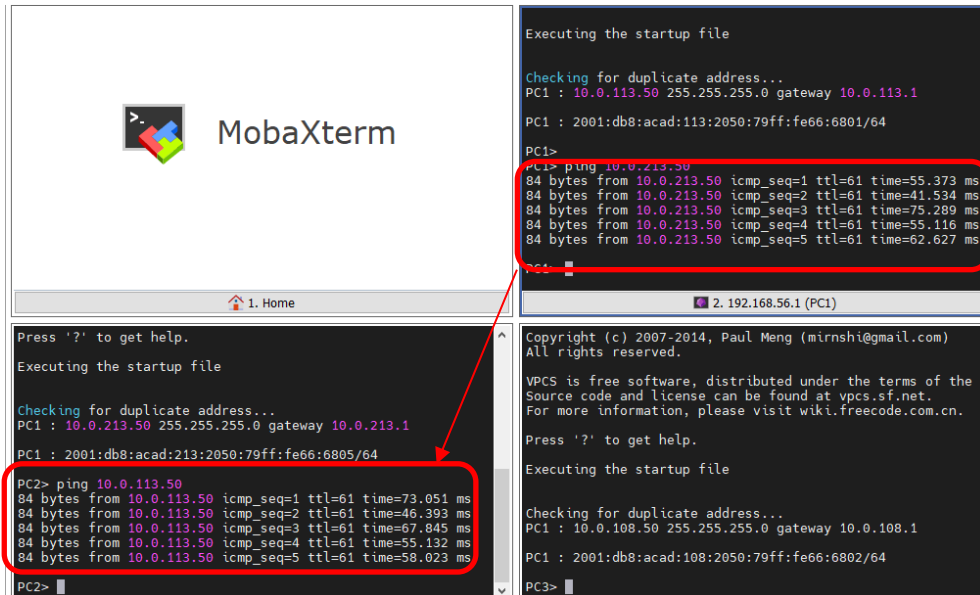 MobaXterm
1. Home
Executing the startup file
Checking for duplicate address...
PC1 : 10.0.113.50 255.255.255.0 gateway 10.0.113.1
PC1 : 2001:db8:acad:113:2050:79ff:fe66:6801/64
PC1>
PC1> ping 10.0.213.50
84 bytes from 10.0.213.50 icmp_seq=1 ttl=61 time=55.373 ms
84 bytes from 10.0.213.50 icmp_seq=2 ttl=61 time=41.534 ms
84 bytes from 10.0.213.50 icmp_seq=3 ttl=61 time=75.289 ms
84 bytes from 10.0.213.50 icmp_seq=4 ttl=61 time=55.116 ms
84 bytes from 10.0.213.50 icmp_seq=5 ttl=61 time=62.627 ms
PC1>
2. 192.168.56.1 (PC1)
Press '?' to get help.
Executing the startup file
Checking for duplicate address...
PC1 : 10.0.213.50 255.255.255.0 gateway 10.0.213.1
PC1 : 2001:db8:acad:213:2050:79ff:fe66:6805/64
PC2> ping 10.0.113.50
84 bytes from 10.0.113.50 icmp_seq=1 ttl=61 time=73.051 ms
84 bytes from 10.0.113.50 icmp_seq=2 ttl=61 time=46.393 ms
84 bytes from 10.0.113.50 icmp_seq=3 ttl=61 time=67.845 ms
84 bytes from 10.0.113.50 icmp_seq=4 ttl=61 time=55.132 ms
84 bytes from 10.0.113.50 icmp_seq=5 ttl=61 time=58.023 ms
PC2>
Copyright (c) 2007-2014, Paul Meng (mirnshi@gmail.com)
All rights reserved.
VPCS is free software, distributed under the terms of the
Source code and license can be found at vpcs.sf.net.
For more information, please visit wiki.freecode.com.cn.
Press '?' to get help.
Executing the startup file
Checking for duplicate address...
PC1 : 10.0.108.50 255.255.255.0 gateway 10.0.108.1
PC1 : 2001:db8:acad:108:2050:79ff:fe66:6802/64
PC3>